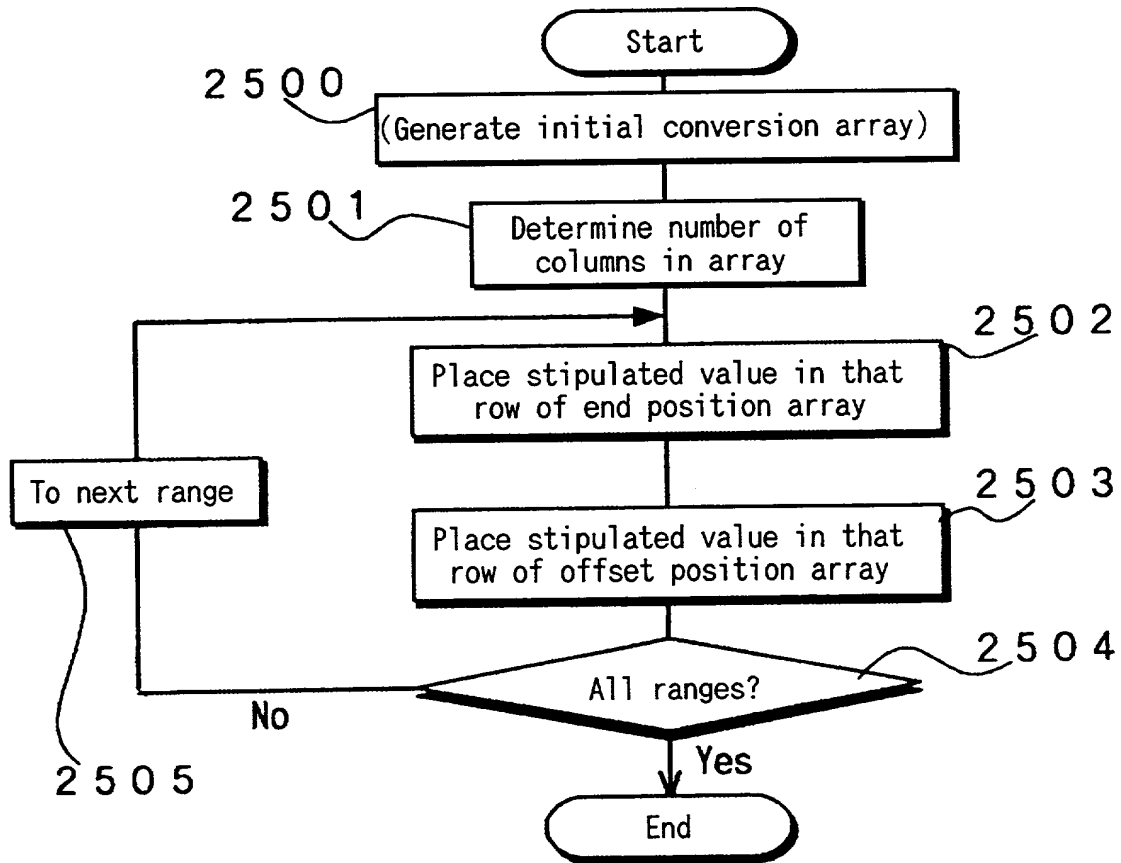 Start
2500
(Generate initial conversion array)
2501
Determine number of
columns in array
2502
Place stipulated value in that
row of end position array
To next range
2503
Place stipulated value in that
row of offset position array
2504
All ranges?
No
Yes
2505
End